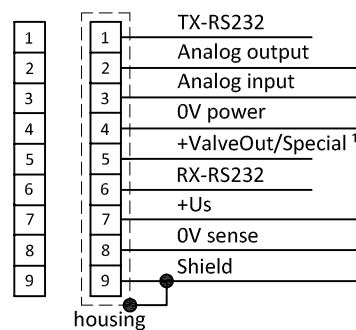 1 1 TX-RS232
2 2 Analog output
3 3 Analog input
4 4 0V power
5 5 +ValveOut/Special ¹
6 6 RX-RS232
7 7 +Us
8 8 0V sense
9 9 Shield
housing